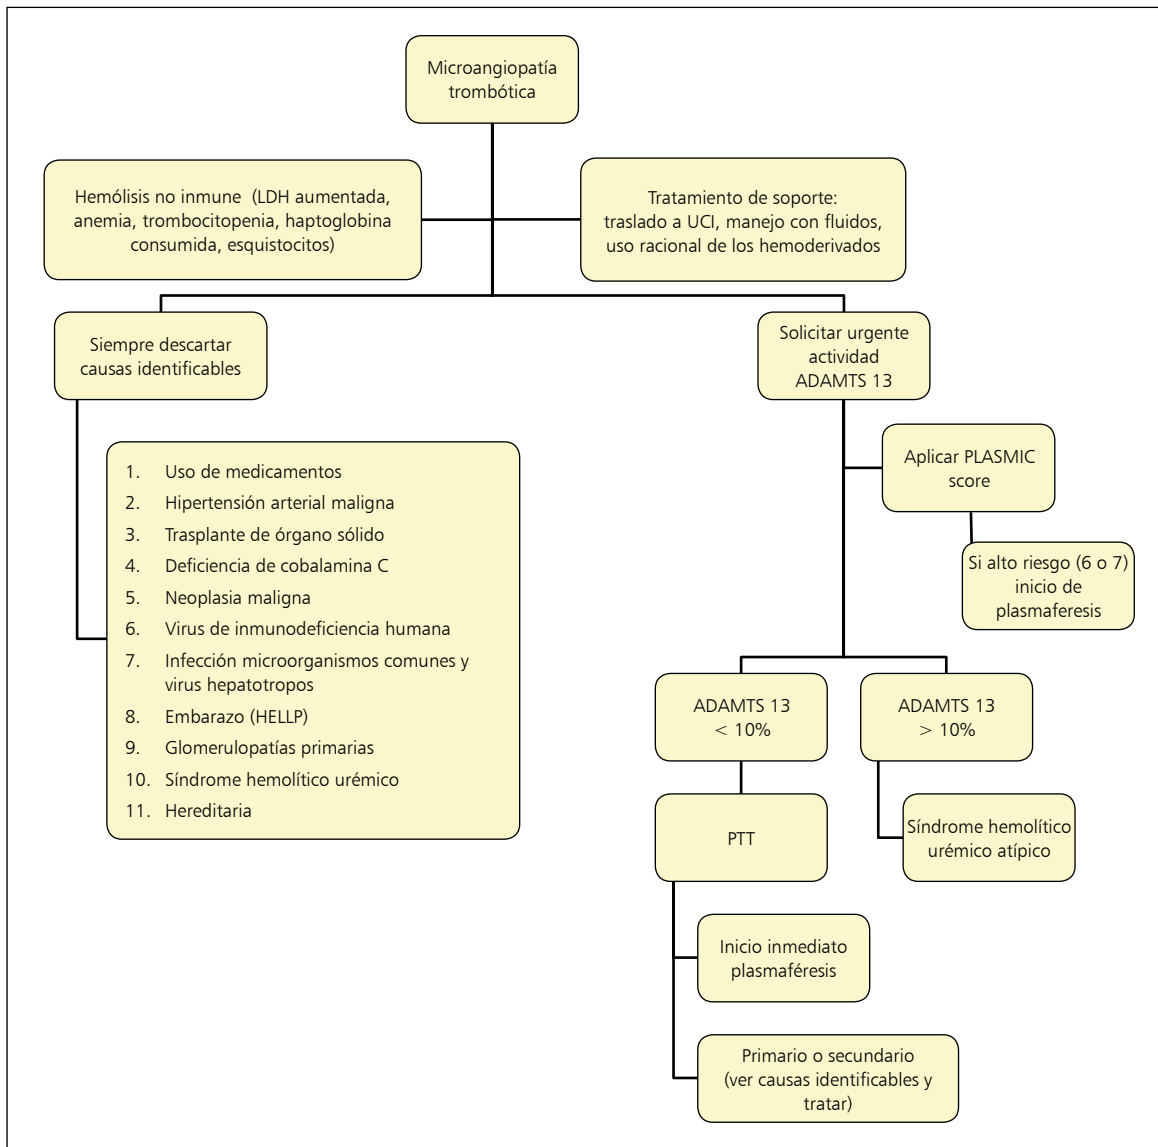 Microangiopatía
trombótica
Hemólisis no inmune (LDH aumentada,
anemia, trombocitopenia, haptoglobina
consumida, esquistocitos)
Tratamiento de soporte:
traslado a UCI, manejo con fluidos,
uso racional de los hemoderivados
Siempre descartar
causas identificables
Solicitar urgente
actividad
ADAMTS 13
1. Uso de medicamentos
2. Hipertensión arterial maligna
3. Trasplante de órgano sólido
4. Deficiencia de cobalamina C
5. Neoplasia maligna
6. Virus de inmunodeficiencia humana
7. Infección microorganismos comunes y
virus hepatotropos
8. Embarazo (HELLP)
9. Glomerulopatías primarias
10. Síndrome hemolítico urémico
11. Hereditaria
Aplicar PLASMIC
score
Si alto riesgo (6 o 7)
inicio de
plasmaferesis
ADAMTS 13
< 10%
ADAMTS 13
> 10%
PTT
Síndrome hemolítico
urémico atípico
Inicio inmediato
plasmaféresis
Primario o secundario
(ver causas identificables y
tratar)